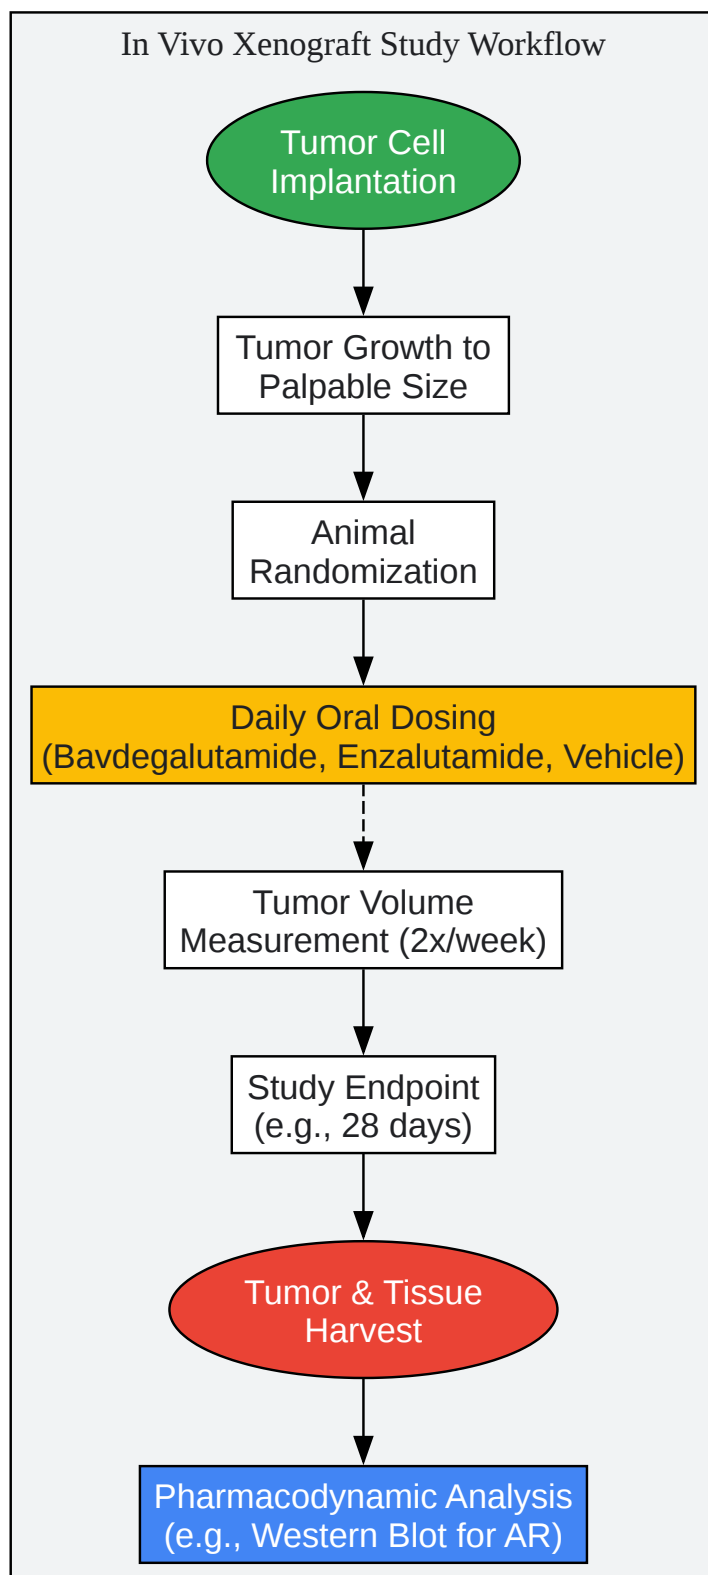 In Vivo Xenograft Study Workflow
Tumor Cell
Implantation
Tumor Growth to
Palpable Size
Animal
Randomization
Daily Oral Dosing
(Bavdegalutamide, Enzalutamide, Vehicle)
Tumor Volume
Measurement (2x/week)
Study Endpoint
(e.g., 28 days)
Tumor & Tissue
Harvest
Pharmacodynamic Analysis
(e.g., Western Blot for AR)